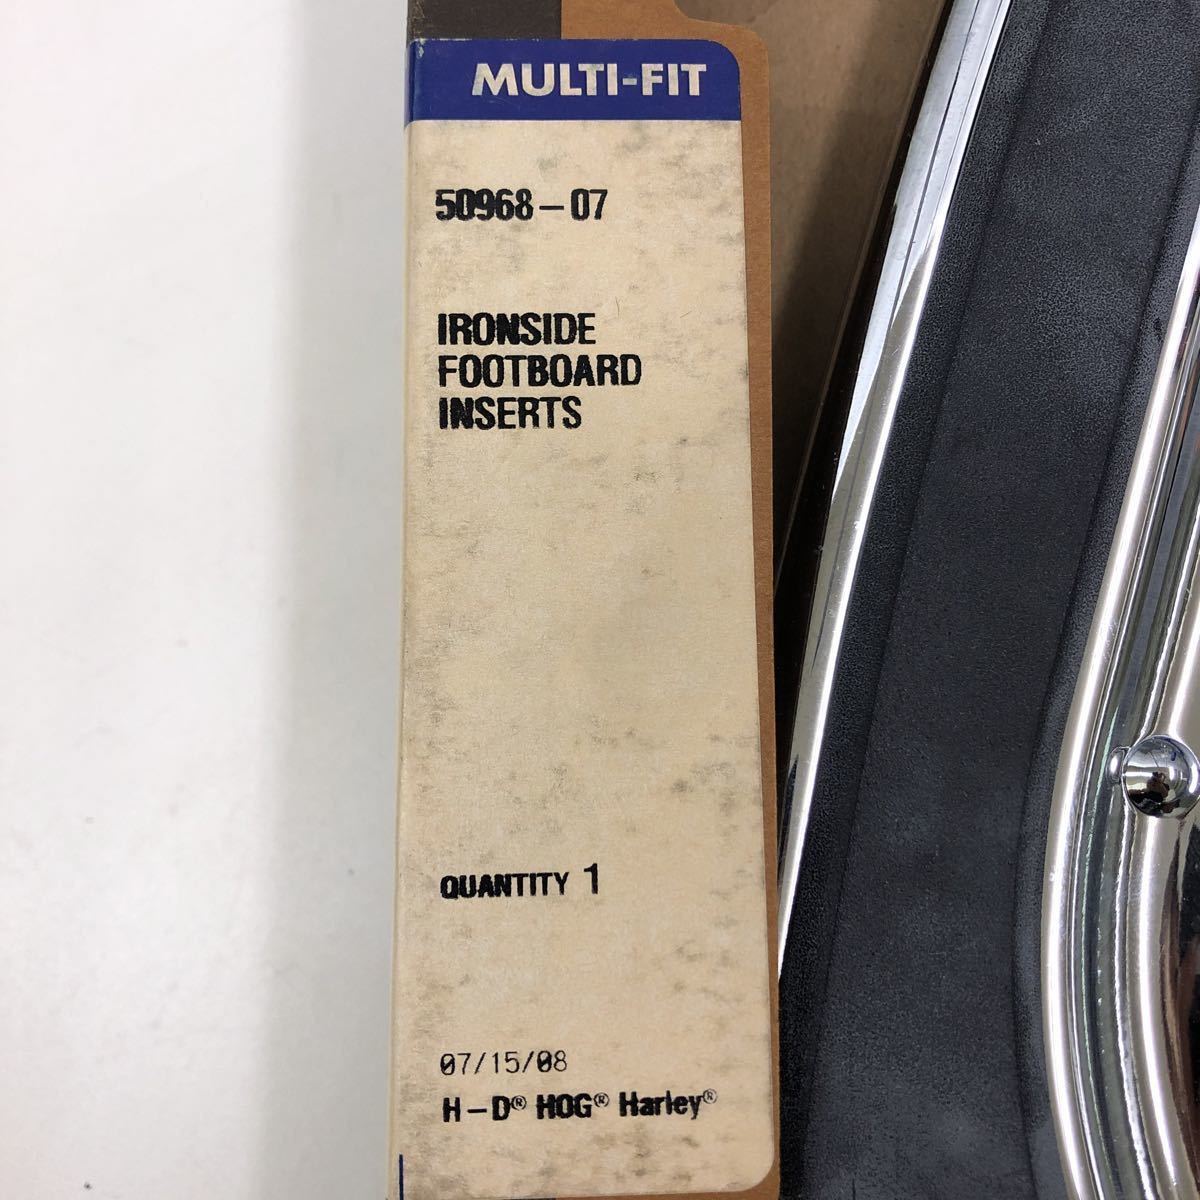 MULTI-FIT
50968-07
IRONSIDE
FOOTBOARD
INSERTS
QUANTITY 1
07/15/08
H-D® HOG® Harley®